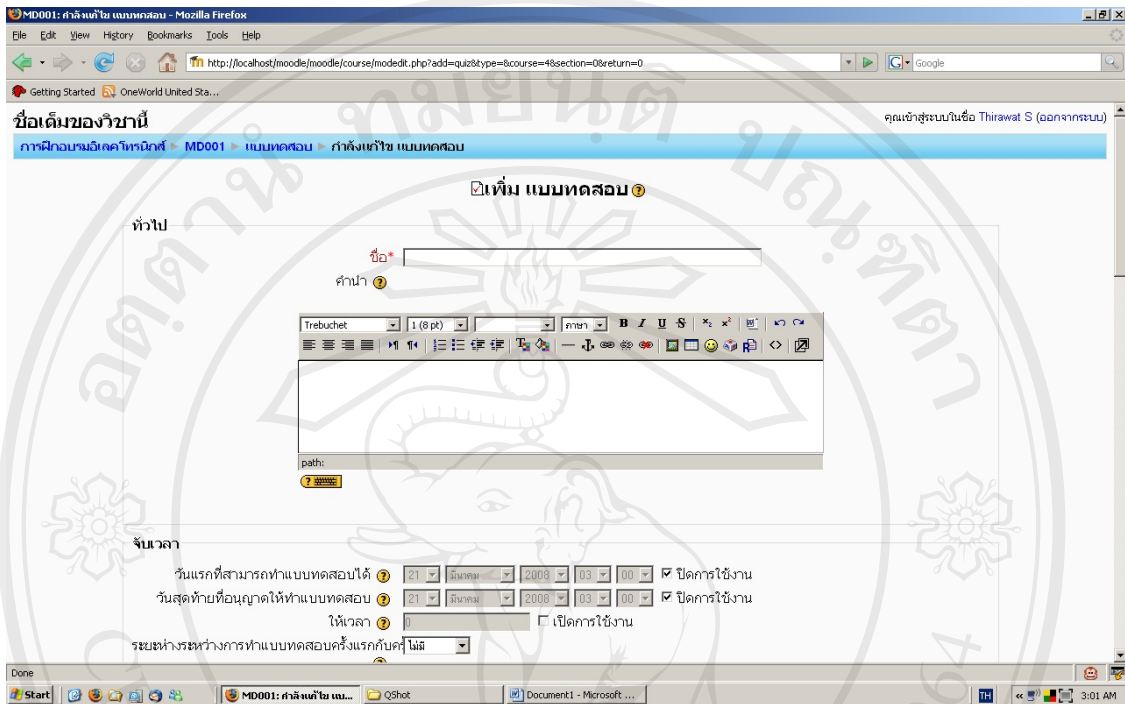 MD001: กำลังแก้ไข แบบทดสอบ - Mozilla Firefox
File Edit View History Bookmarks Tools Help
http://localhost/moodle/moodle/course/modedit.php?add=quiz&type=&course=4&section=0&return=0
Google
Getting Started OneWorld United Sta...
ชื่อเต็มของวิชานี้
คุณเข้าสู่ระบบในชื่อ Thirawat S (ออกจากระบบ)
การฝึกอบรมอิเลคโทรนิกส์ ► MD001 ► แบบทดสอบ ► กำลังแก้ไข แบบทดสอบ
เพิ่ม แบบทดสอบ
ทั่วไป
ชื่อ*
คำนำ
Trebuchet 1 (8 pt) ภาษา B I U S x₂ x²
path:
จับเวลา
วันแรกที่สามารถทำแบบทดสอบได้ 21 มีนาคม 2008 03 00 ปิดการใช้งาน
วันสุดท้ายที่อนุญาตให้ทำแบบทดสอบ 21 มีนาคม 2008 03 00 ปิดการใช้งาน
ให้เวลา 0 เปิดการใช้งาน
ระยะห่างระหว่างการทำแบบทดสอบครั้งแรกกับ ไม่มี
Done
Start MD001: กำลังแก้ไข แบ... QShot Document1 - Microsoft ... TH 3:01 AM